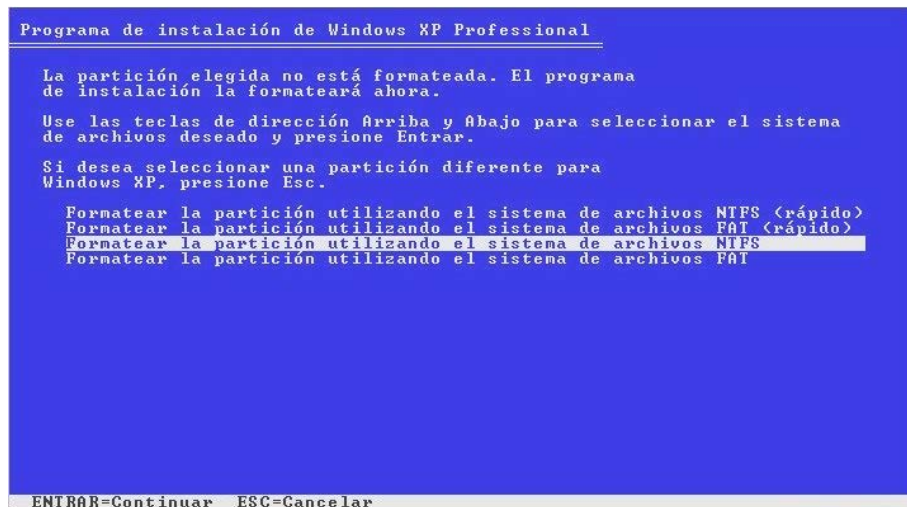 Programa de instalación de Windows XP Professional
La partición elegida no está formateada. El programa
de instalación la formateará ahora.
Use las teclas de dirección Arriba y Abajo para seleccionar el sistema
de archivos deseado y presione Entrar.
Si desea seleccionar una partición diferente para
Windows XP, presione Esc.
Formatear la partición utilizando el sistema de archivos NTFS (rápido)
Formatear la partición utilizando el sistema de archivos FAT (rápido)
Formatear la partición utilizando el sistema de archivos NTFS
Formatear la partición utilizando el sistema de archivos FAT
ENTRAR=Continuar ESC=Cancelar